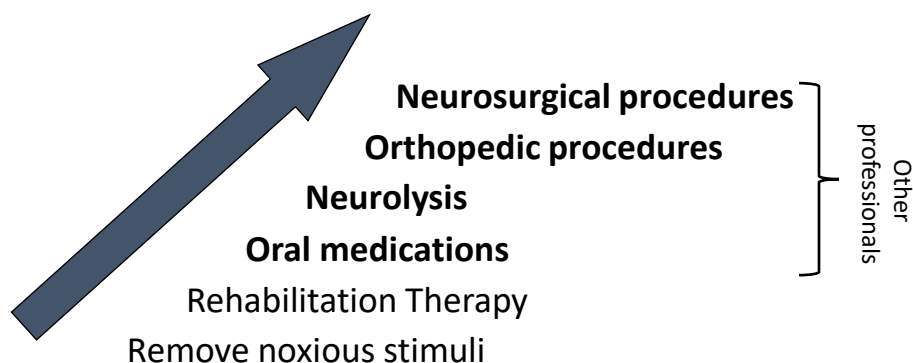 Neurosurgical procedures
Orthopedic procedures
Neurolysis
Oral medications
Rehabilitation Therapy
Remove noxious stimuli
Other
professionals